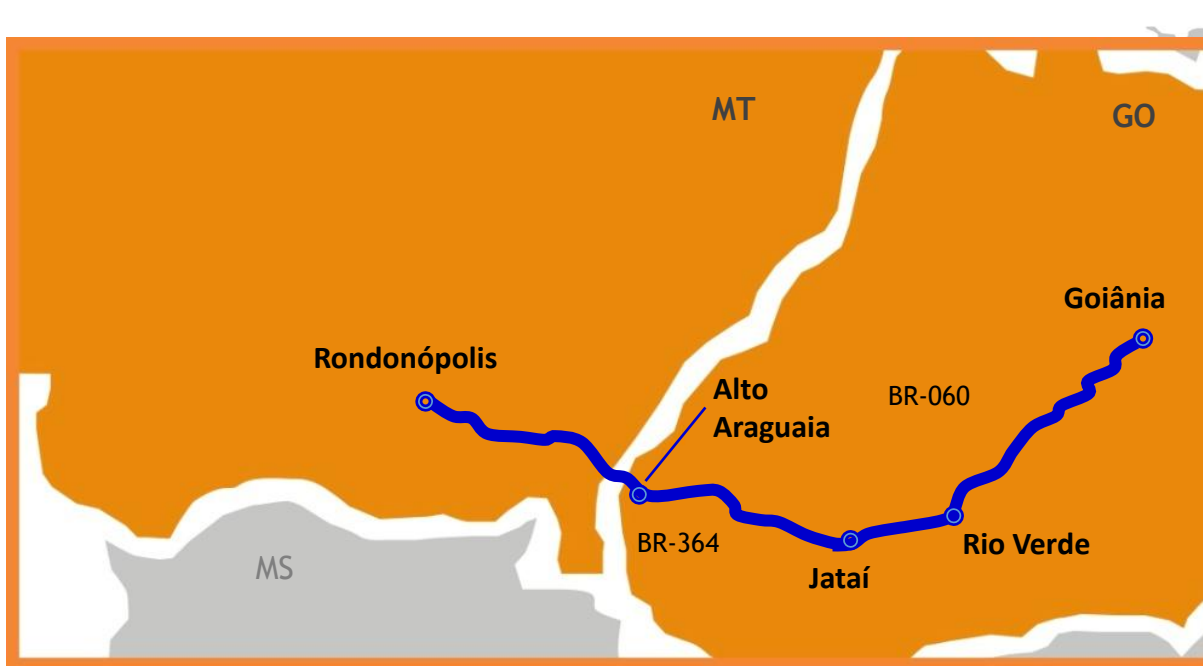 MT
GO
Goiânia
Rondonópolis
Alto
Araguaia
BR-060
BR-364
Rio Verde
MS
Jataí